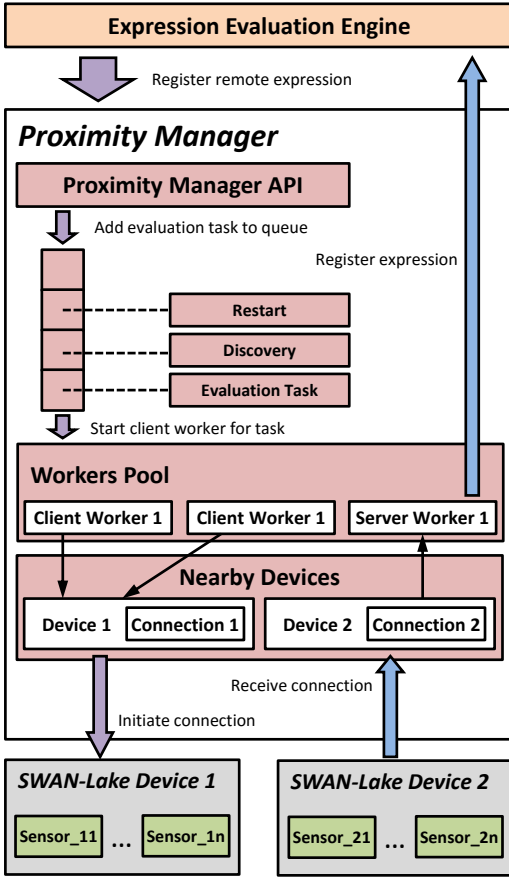 Expression Evaluation Engine
Register remote expression
Proximity Manager
Proximity Manager API
Add evaluation task to queue
Register expression
Restart
Discovery
Evaluation Task
Start client worker for task
Workers Pool
Client Worker 1 Client Worker 1 Server Worker 1
Nearby Devices
Device 1 Connection 1 Device 2 Connection 2
Receive connection
Initiate connection
SWAN-Lake Device 1 SWAN-Lake Device 2
Sensor_11 ... Sensor_1n Sensor_21 ... Sensor_2n